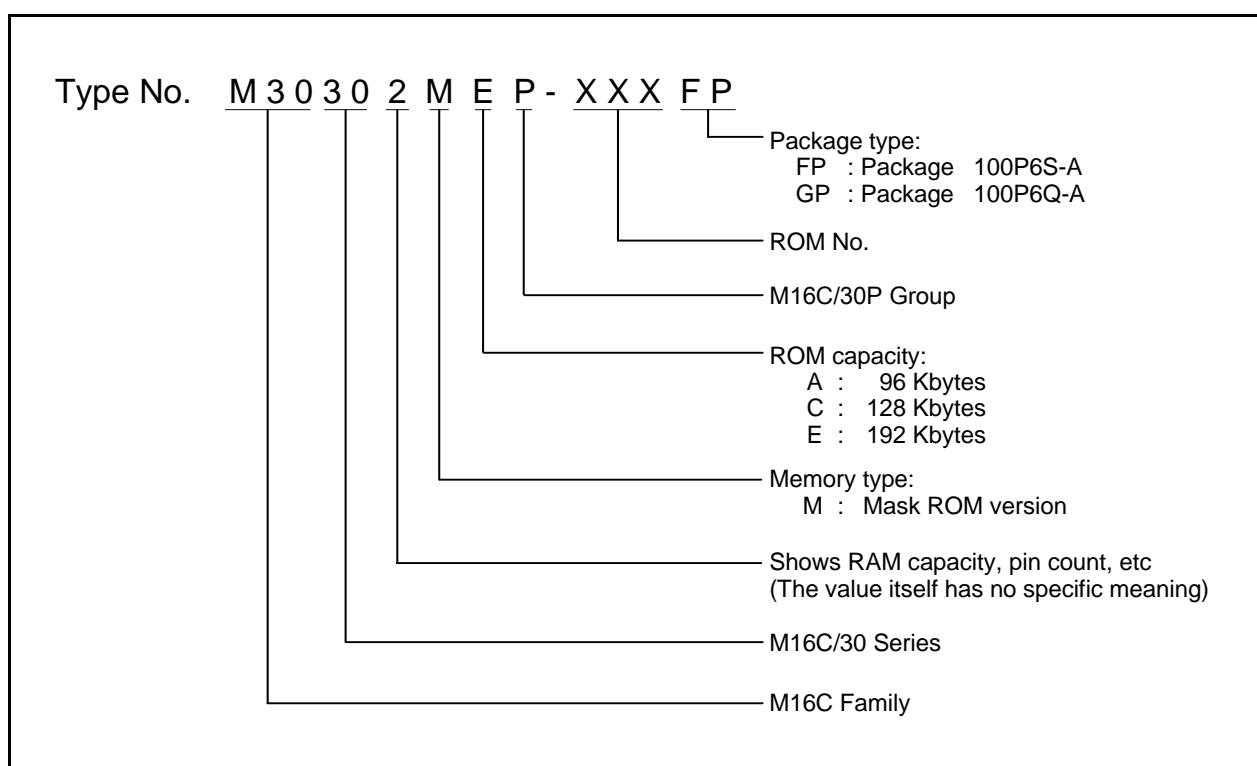 Type No. M 3 0 3 0 2 M E P - X X X F P
Package type:
FP : Package 100P6S-A
GP : Package 100P6Q-A
ROM No.
M16C/30P Group
ROM capacity:
A : 96 Kbytes
C : 128 Kbytes
E : 192 Kbytes
Memory type:
M : Mask ROM version
Shows RAM capacity, pin count, etc
(The value itself has no specific meaning)
M16C/30 Series
M16C Family